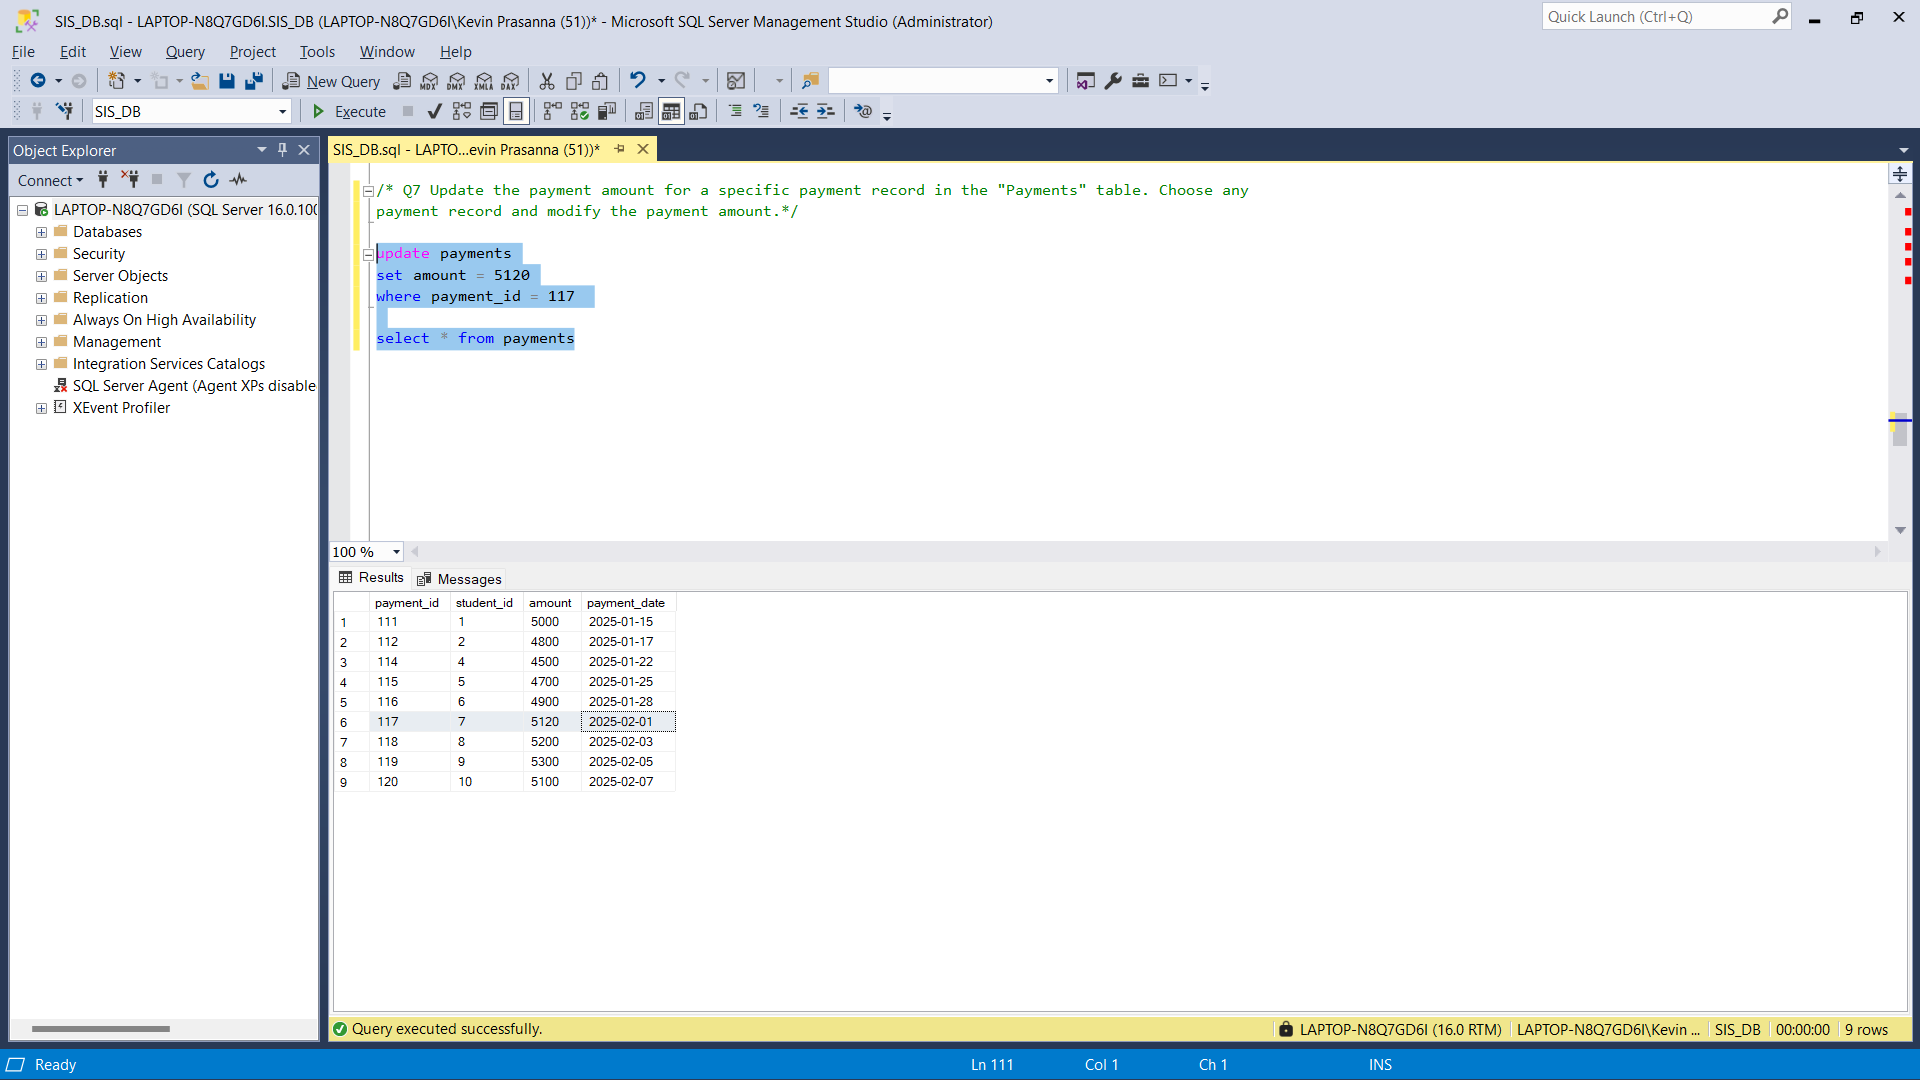 SIS_DB.sql - LAPTOP-N8Q7GD6I.SIS_DB (LAPTOP-N8Q7GD6I\Kevin Prasanna (51))* - Microsoft SQL Server Management Studio (Administrator)
Quick Launch (Ctrl+Q)
File Edit View Query Project Tools Window Help
New Query MDX DMX XMLA DAX
SIS_DB Execute
Object Explorer
SIS_DB.sql - LAPTO...evin Prasanna (51))*
Connect
LAPTOP-N8Q7GD6I (SQL Server 16.0.100
Databases
Security
Server Objects
Replication
Always On High Availability
Management
Integration Services Catalogs
SQL Server Agent (Agent XPs disable
XEvent Profiler
/* Q7 Update the payment amount for a specific payment record in the "Payments" table. Choose any
payment record and modify the payment amount.*/
update payments
set amount = 5120
where payment_id = 117
select * from payments
100 %
Results Messages
payment_id student_id amount payment_date
1 111 1 5000 2025-01-15
2 112 2 4800 2025-01-17
3 114 4 4500 2025-01-22
4 115 5 4700 2025-01-25
5 116 6 4900 2025-01-28
6 117 7 5120 2025-02-01
7 118 8 5200 2025-02-03
8 119 9 5300 2025-02-05
9 120 10 5100 2025-02-07
Query executed successfully. LAPTOP-N8Q7GD6I (16.0 RTM) LAPTOP-N8Q7GD6I\Kevin ... SIS_DB 00:00:00 9 rows
Ready Ln 111 Col 1 Ch 1 INS